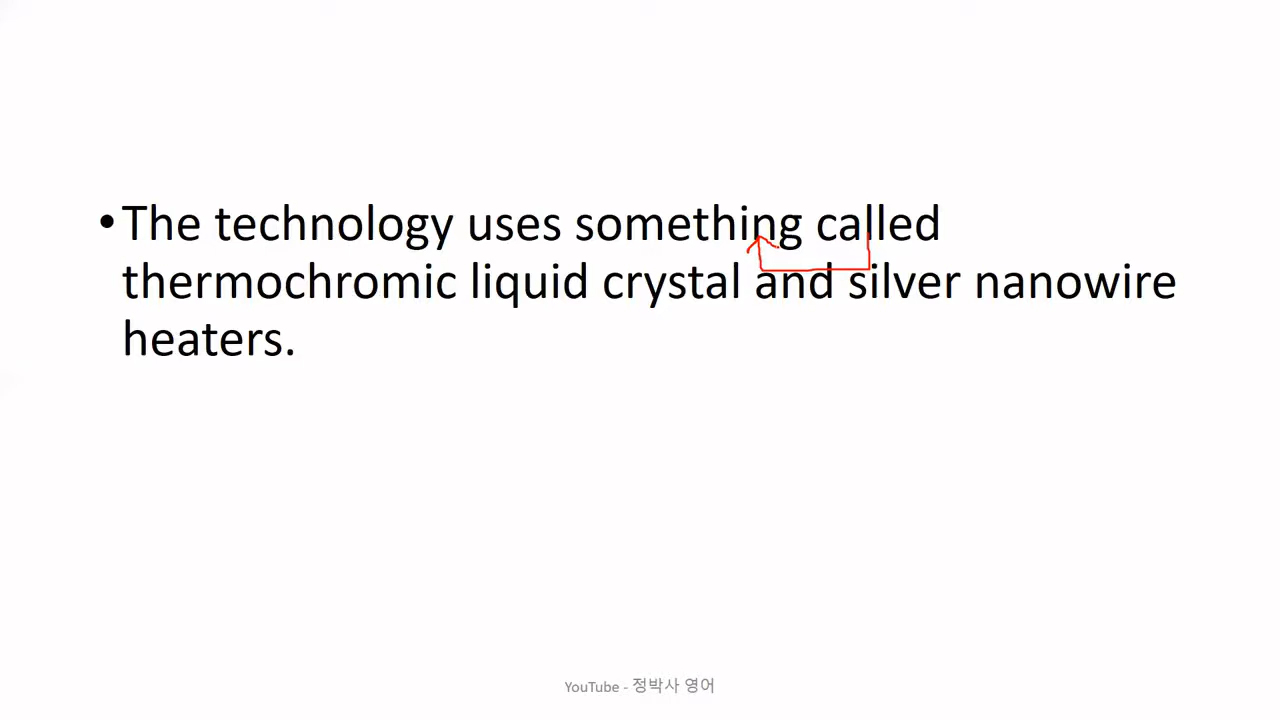 •The technology uses something called
thermochromic liquid crystal and silver nanowire
heaters.
YouTube - 정박사 영어